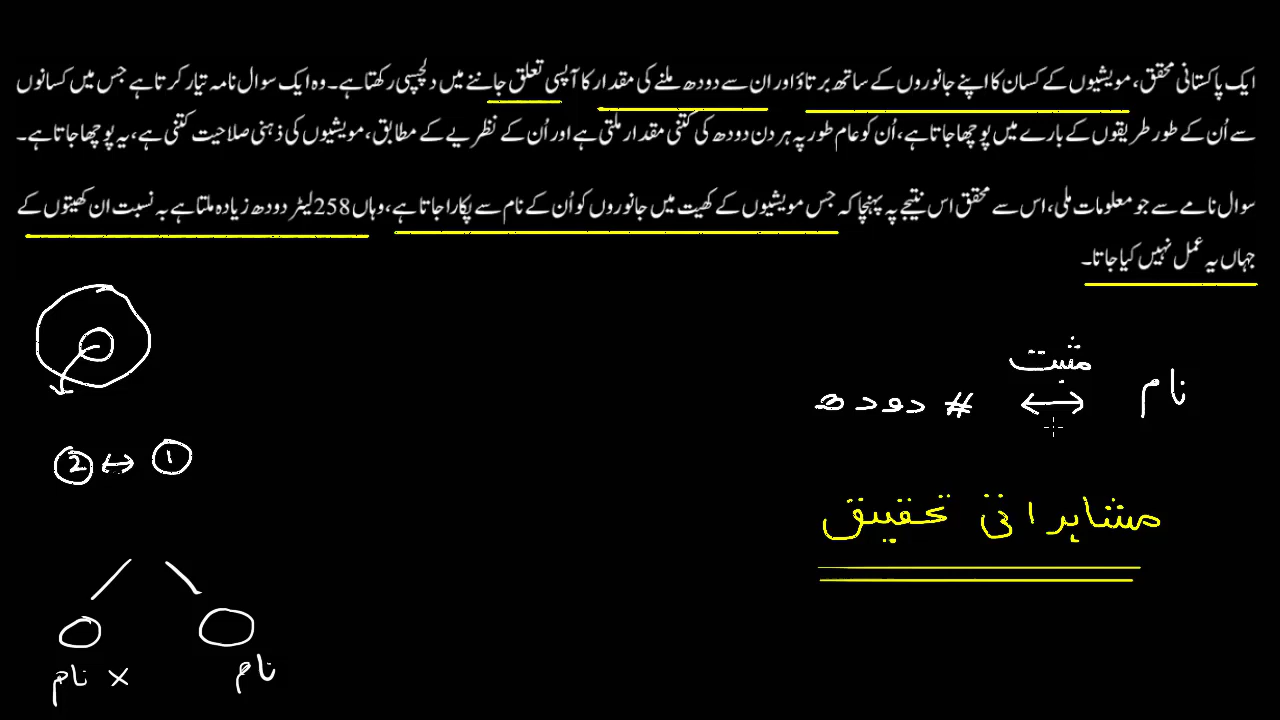 ایک پاکستانی محقق، مویشیوں کے کسان کا اپنے جانوروں کے ساتھ برتاؤ اور ان سے دودھ ملنے کی مقدار کا آپسی تعلق جاننے میں دلچسپی رکھتا ہے۔ وہ ایک سوال نامہ تیار کرتا ہے جس میں کسانوں
سے اُن کے طور طریقوں کے بارے میں پوچھا جاتا ہے، اُن کو عام طور پہ ہر دن دودھ کی کتنی مقدار ملتی ہے اور اُن کے نظریے کے مطابق، مویشیوں کی ذہنی صلاحیت کتنی ہے، یہ پوچھا جاتا ہے۔
سوال نامے سے جو معلومات ملی، اس سے محقق اس نتیجے پہ پہنچا کہ جس مویشیوں کے کھیت میں جانوروں کو اُن کے نام سے پکارا جاتا ہے، وہاں 258 لیٹر دودھ زیادہ ملتا ہے بہ نسبت ان کھیتوں کے
جہاں یہ عمل نہیں کیا جاتا۔
مثبت
نام ↔ # دودھ
① ↔ ②
مشاہراتی تحقیق
نام
نام ×